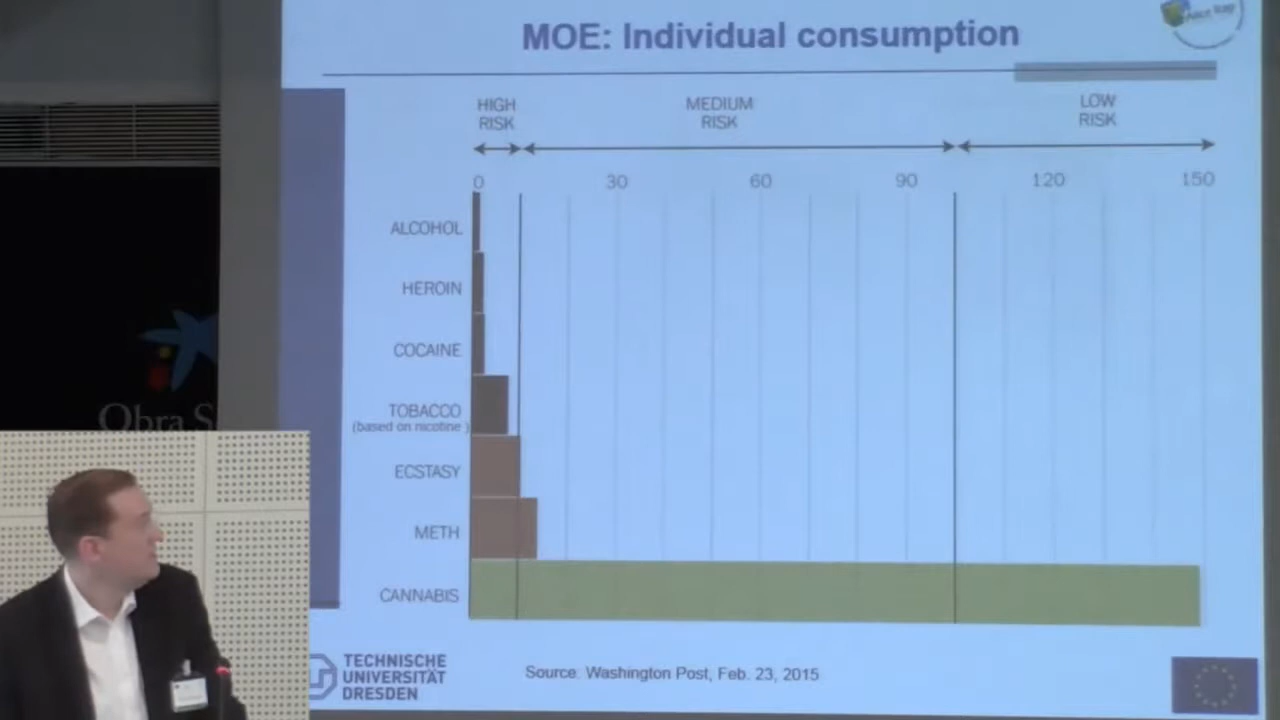 MOE: Individual consumption
HIGH
RISK
MEDIUM
RISK
LOW
RISK
0 30 60 90 120 150
ALCOHOL
HEROIN
COCAINE
TOBACCO
(based on nicotine )
ECSTASY
METH
CANNABIS
Obra S
TECHNISCHE
UNIVERSITÄT
DRESDEN
Source: Washington Post, Feb. 23, 2015